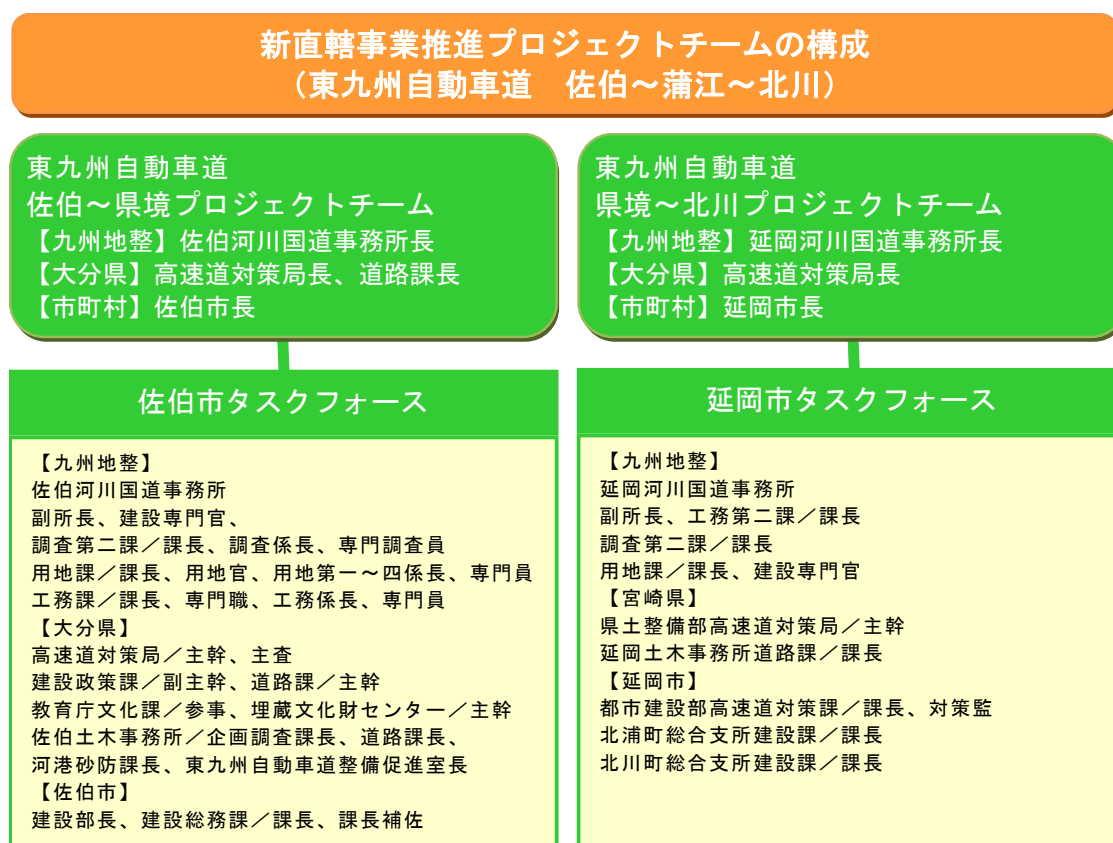 新直轄事業推進プロジェクトチームの構成
（東九州自動車道　佐伯～蒲江～北川）
東九州自動車道
佐伯～県境プロジェクトチーム
【九州地整】佐伯河川国道事務所長
【大分県】高速道対策局長、道路課長
【市町村】佐伯市長
佐伯市タスクフォース
【九州地整】
佐伯河川国道事務所
副所長、建設専門官、
調査第二課／課長、調査係長、専門調査員
用地課／課長、用地官、用地第一～四係長、専門員
工務課／課長、専門職、工務係長、専門員
【大分県】
高速道対策局／主幹、主査
建設政策課／副主幹、道路課／主幹
教育庁文化課／参事、埋蔵文化財センター／主幹
佐伯土木事務所／企画調査課長、道路課長、
河港砂防課長、東九州自動車道整備促進室長
【佐伯市】
建設部長、建設総務課／課長、課長補佐
東九州自動車道
県境～北川プロジェクトチーム
【九州地整】延岡河川国道事務所長
【大分県】高速道対策局長
【市町村】延岡市長
延岡市タスクフォース
【九州地整】
延岡河川国道事務所
副所長、工務第二課／課長
調査第二課／課長
用地課／課長、建設専門官
【宮崎県】
県土整備部高速道対策局／主幹
延岡土木事務所道路課／課長
【延岡市】
都市建設部高速道対策課／課長、対策監
北浦町総合支所建設課／課長
北川町総合支所建設課／課長